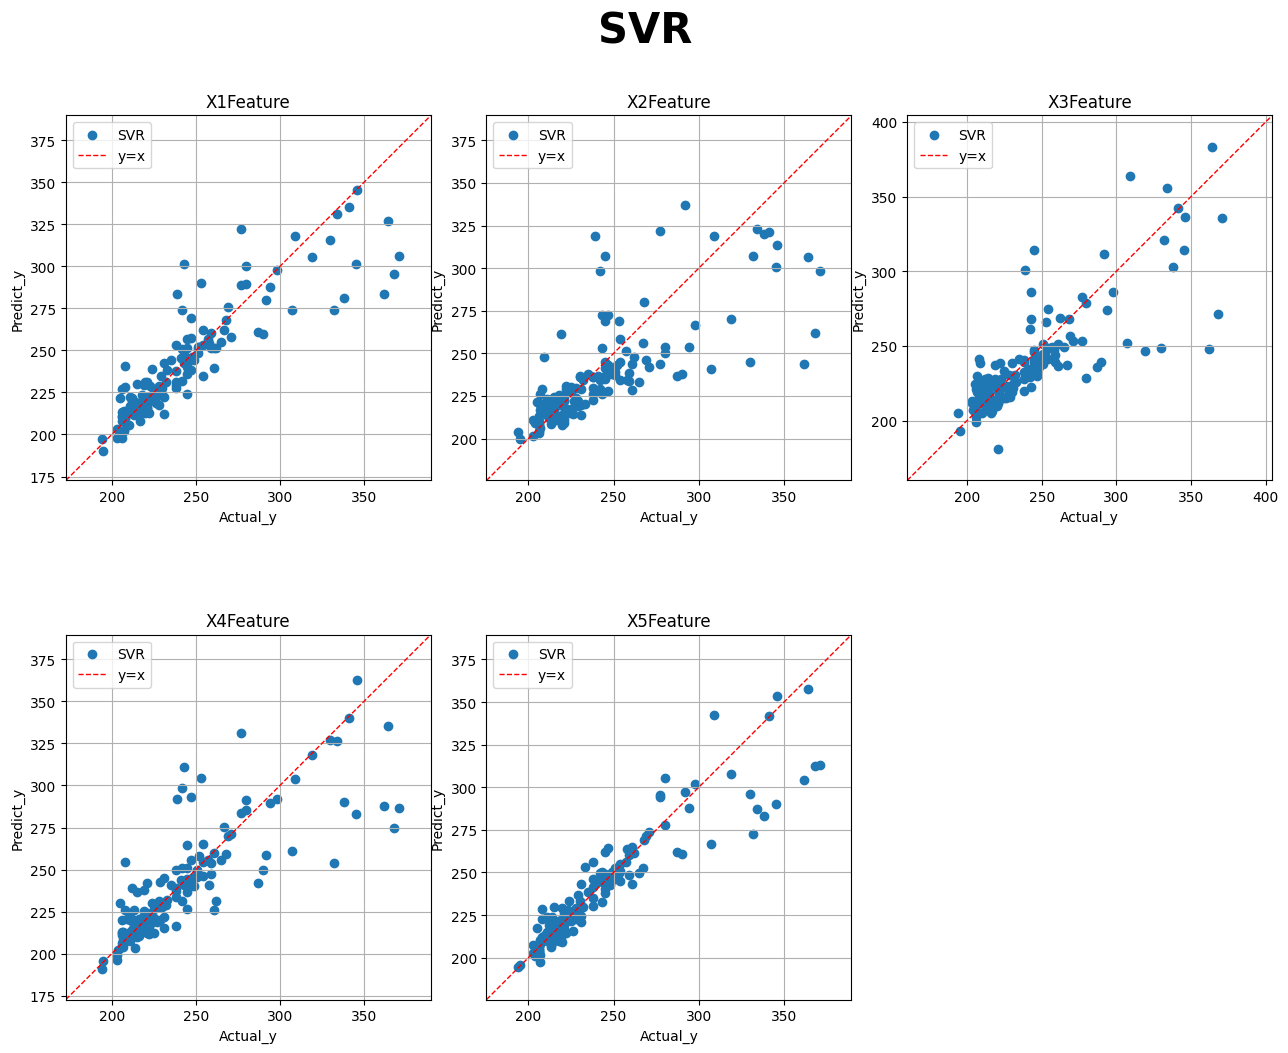 SVR
X1Feature
SVR
y=x
375
350
325
300
275
250
225
200
175
Predict_y
200
250
300
350
Actual_y
X2Feature
SVR
y=x
375
350
325
300
275
250
225
200
Predict_y
200
250
300
350
Actual_y
X3Feature
SVR
y=x
400
350
300
250
200
Predict_y
200
250
300
350
400
Actual_y
X4Feature
SVR
y=x
375
350
325
300
275
250
225
200
175
Predict_y
200
250
300
350
Actual_y
X5Feature
SVR
y=x
375
350
325
300
275
250
225
200
Predict_y
200
250
300
350
Actual_y